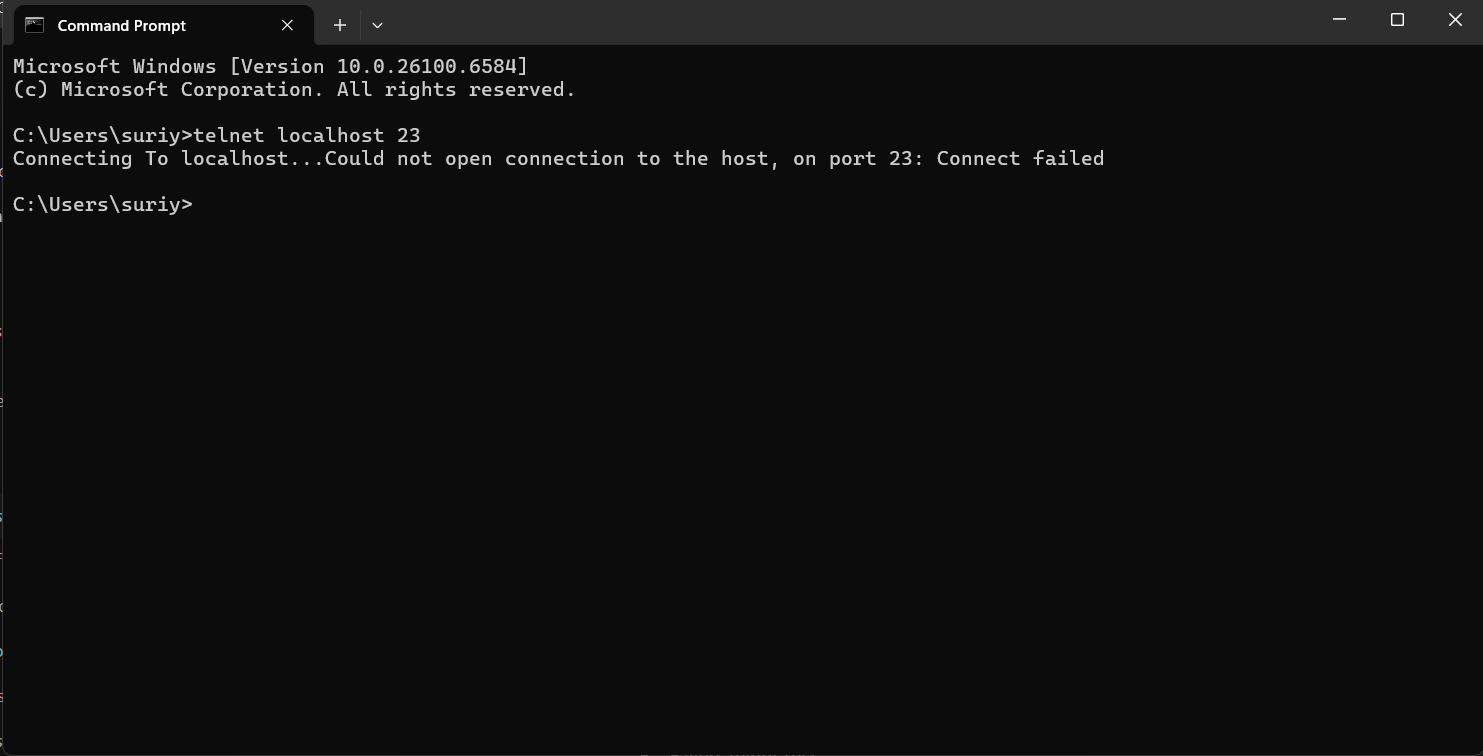 Command Prompt
Microsoft Windows [Version 10.0.26100.6584]
(c) Microsoft Corporation. All rights reserved.
C:\Users\suriy>telnet localhost 23
Connecting To localhost...Could not open connection to the host, on port 23: Connect failed
C:\Users\suriy>